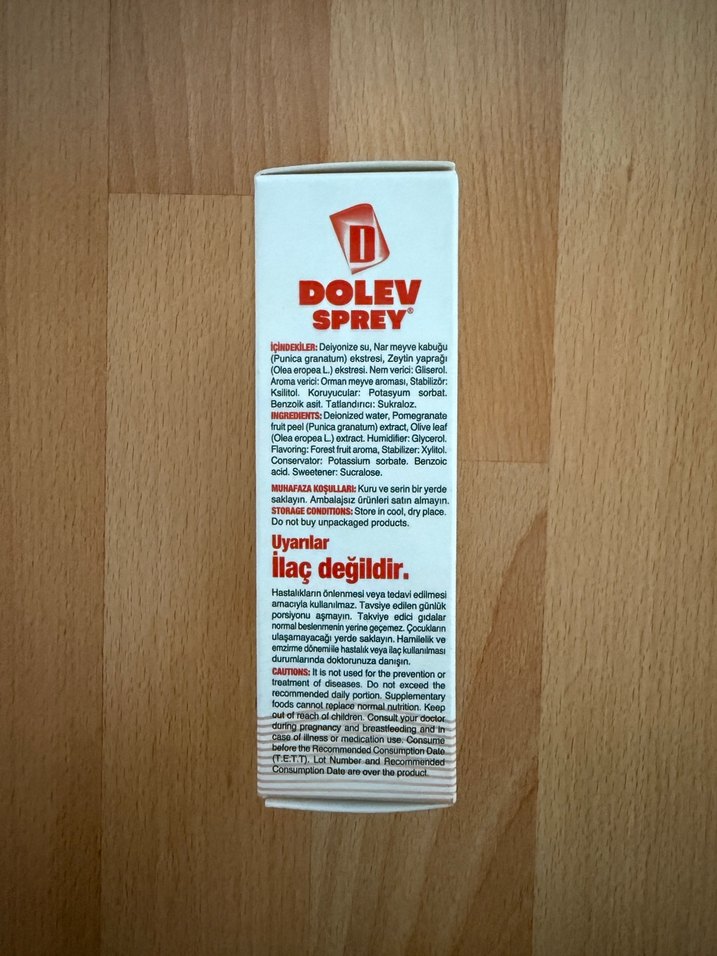 D
DOLEV
SPREY®
İÇİNDEKİLER: Deiyonize su, Nar meyve kabuğu
(Punica granatum) ekstresi, Zeytin yaprağı
(Olea eropea L.) ekstresi. Nem verici: Gliserol.
Aroma verici: Orman meyve aroması, Stabilizör:
Ksilitol. Koruyucular: Potasyum sorbat.
Benzoik asit. Tatlandırıcı: Sukraloz.
INGREDIENTS: Deionized water, Pomegranate
fruit peel (Punica granatum) extract, Olive leaf
(Olea eropea L.) extract. Humidifier: Glycerol.
Flavoring: Forest fruit aroma, Stabilizer: Xylitol.
Conservator: Potassium sorbate. Benzoic
acid. Sweetener: Sucralose.
MUHAFAZA KOŞULLARI: Kuru ve serin bir yerde
saklayın. Ambalajsız ürünleri satın almayın.
STORAGE CONDITIONS: Store in cool, dry place.
Do not buy unpackaged products.
Uyarılar
İlaç değildir.
Hastalıkların önlenmesi veya tedavi edilmesi
amacıyla kullanılmaz. Tavsiye edilen günlük
porsiyonu aşmayın. Takviye edici gıdalar
normal beslenmenin yerine geçemez. Çocukların
ulaşamayacağı yerde saklayın. Hamilelik ve
emzirme dönemi ile hastalık veya ilaç kullanılması
durumlarında doktorunuza danışın.
CAUTIONS: It is not used for the prevention or
treatment of diseases. Do not exceed the
recommended daily portion. Supplementary
foods cannot replace normal nutrition. Keep
out of reach of children. Consult your doctor
during pregnancy and breastfeeding and in
case of illness or medication use. Consume
before the Recommended Consumption Date
(T.E.T.T). Lot Number and Recommended
Consumption Date are over the product.